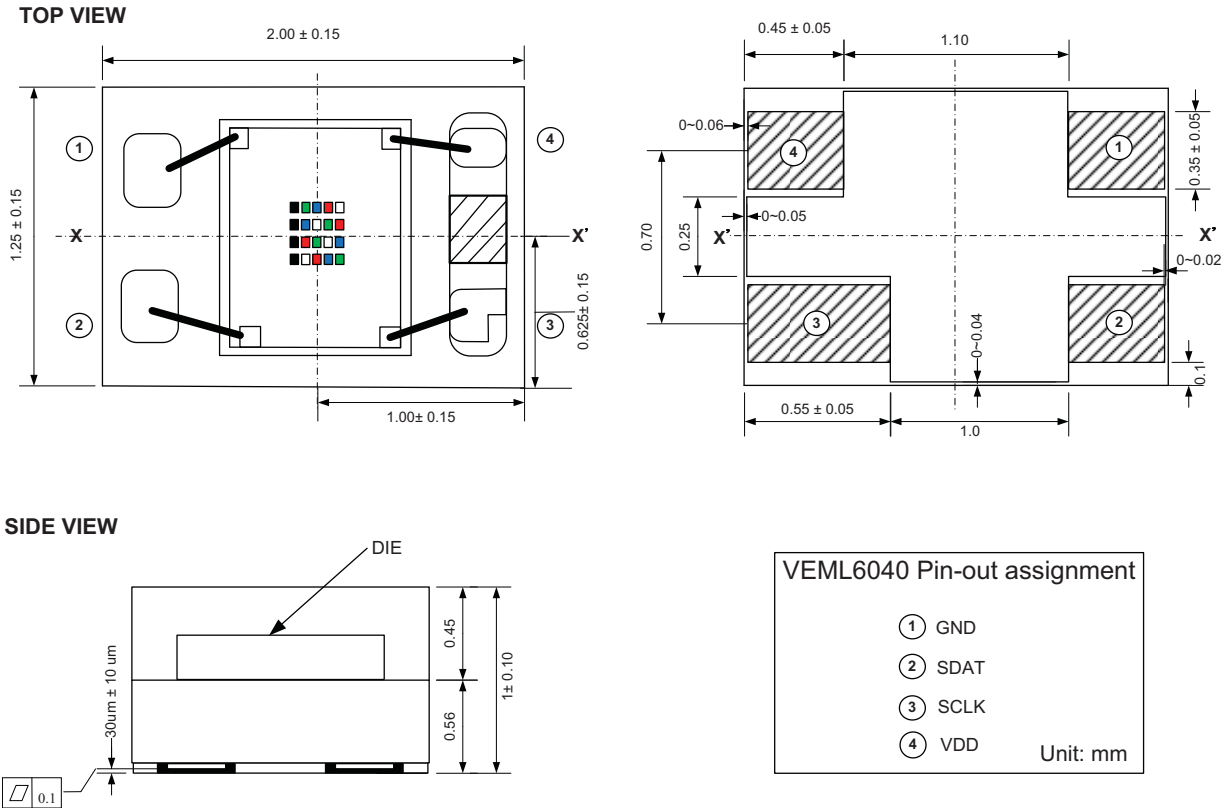 TOP VIEW
2.00 ± 0.15
1
4
1.25 ± 0.15
X
X'
2
3
0.625± 0.15
1.00± 0.15
0.45 ± 0.05
1.10
0~0.06
4
1
0.35 ± 0.05
0.70
0.25
0~0.05
X'
X'
0~0.02
3
2
0~0.04
0.1
0.55 ± 0.05
1.0
SIDE VIEW
DIE
0.45
1± 0.10
0.56
30um ± 10 um
0.1
VEML6040 Pin-out assignment
1 GND
2 SDAT
3 SCLK
4 VDD
Unit: mm